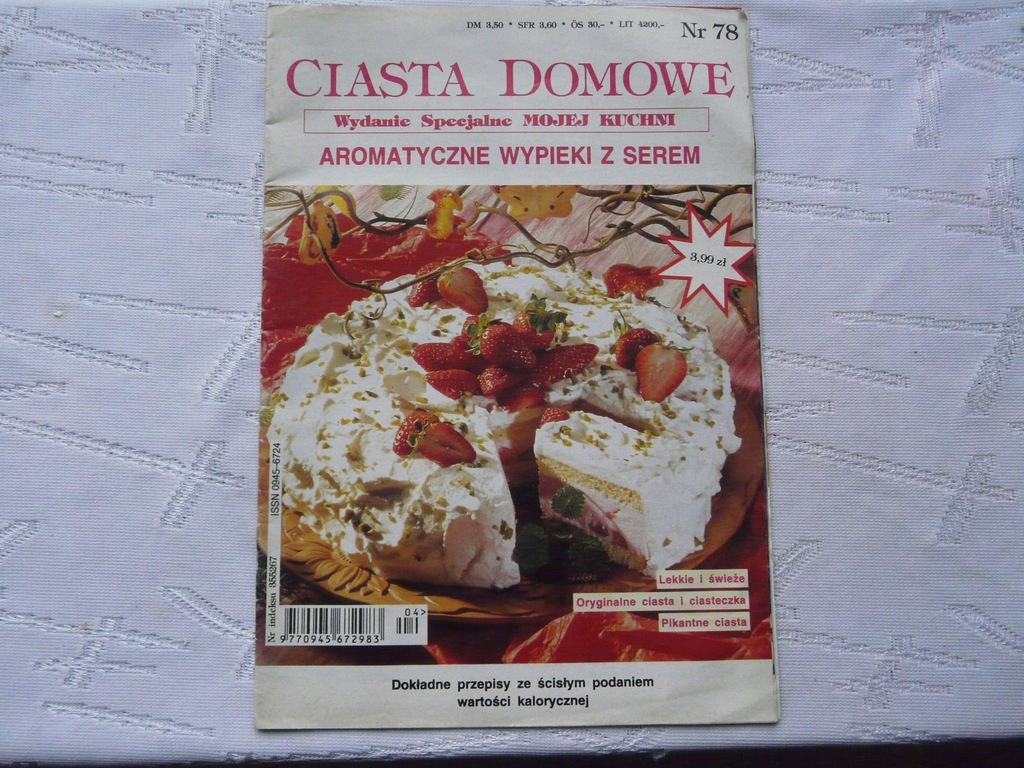 DM 3,50 * SFR 3,60 * ÖS 30,- * LIT 4200,-
Nr 78
CIASTA DOMOWE
Wydanie Specjalne MOJEJ KUCHNI
AROMATYCZNE WYPIEKI Z SEREM
3,99 zł
ISSN 0945-6724
Nr indeksu 355267
04>
9 770945 672983
Lekkie i świeże
Oryginalne ciasta i ciasteczka
Pikantne ciasta
Dokładne przepisy ze ścisłym podaniem
wartości kalorycznej